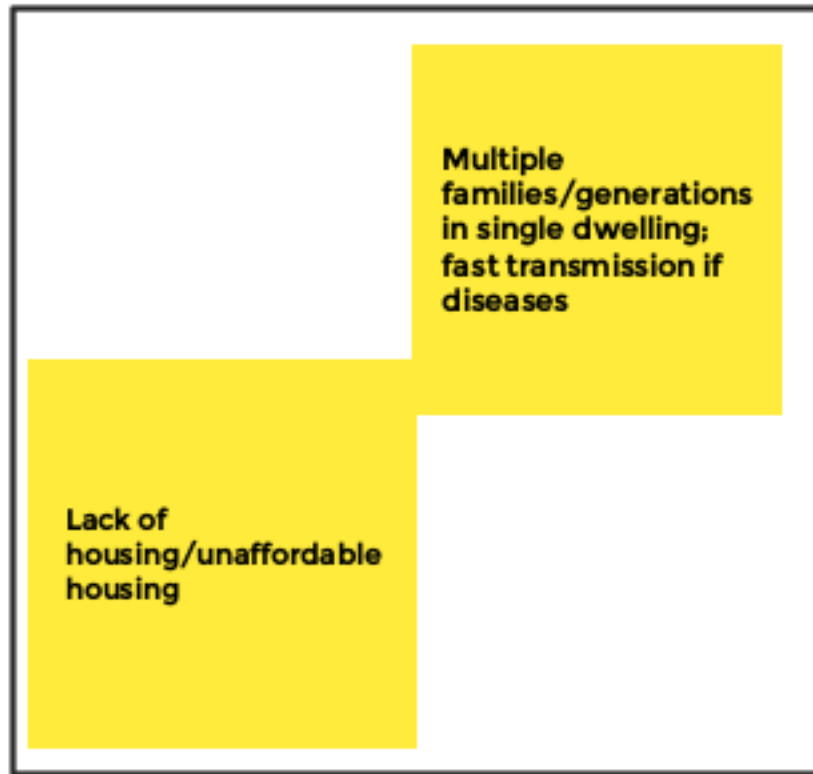 Multiple
families/generations
in single dwelling;
fast transmission if
diseases
Lack of
housing/unaffordable
housing